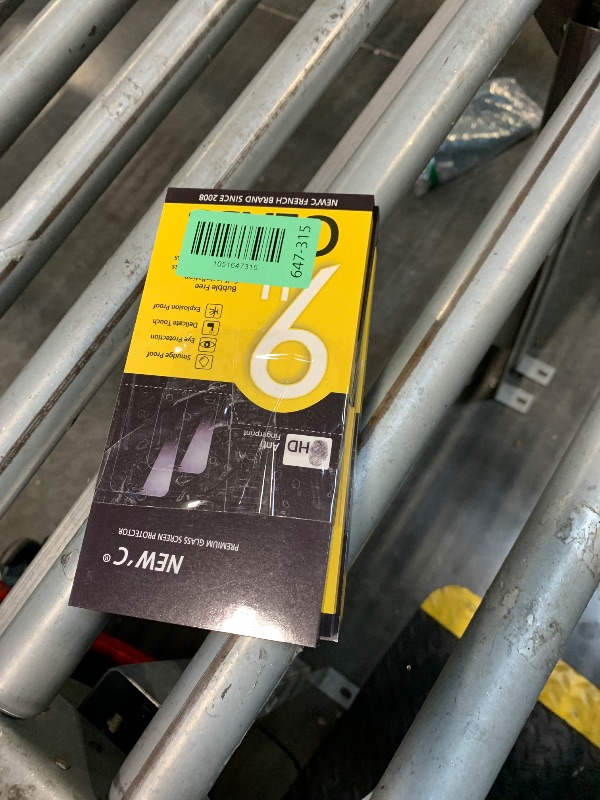 NEW'C®
PREMIUM GLASS SCREEN PROTECTOR
HD
Anti
Fingerprint
Smudge Proof
Eye Protection
Delicate Touch
Explosion Proof
Bubble Free
9
NEW'C FRENCH BRAND SINCE 2008
1051647315
647-315